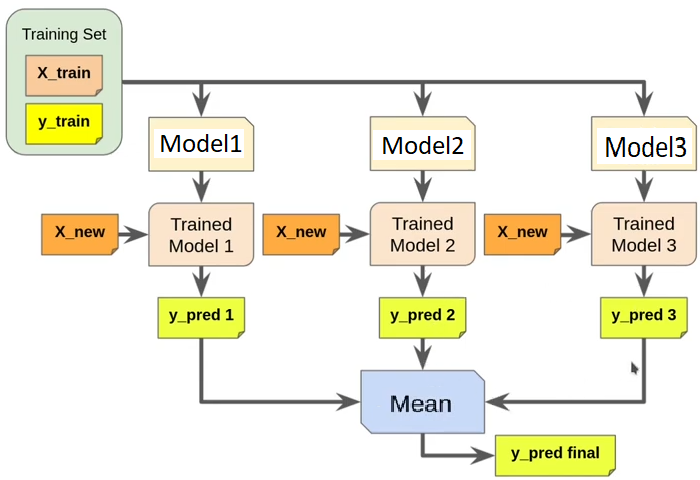 Training Set
X_train
y_train
Model1
Model2
Model3
X_new
Trained
Model 1
X_new
Trained
Model 2
X_new
Trained
Model 3
y_pred 1
y_pred 2
y_pred 3
Mean
y_pred final